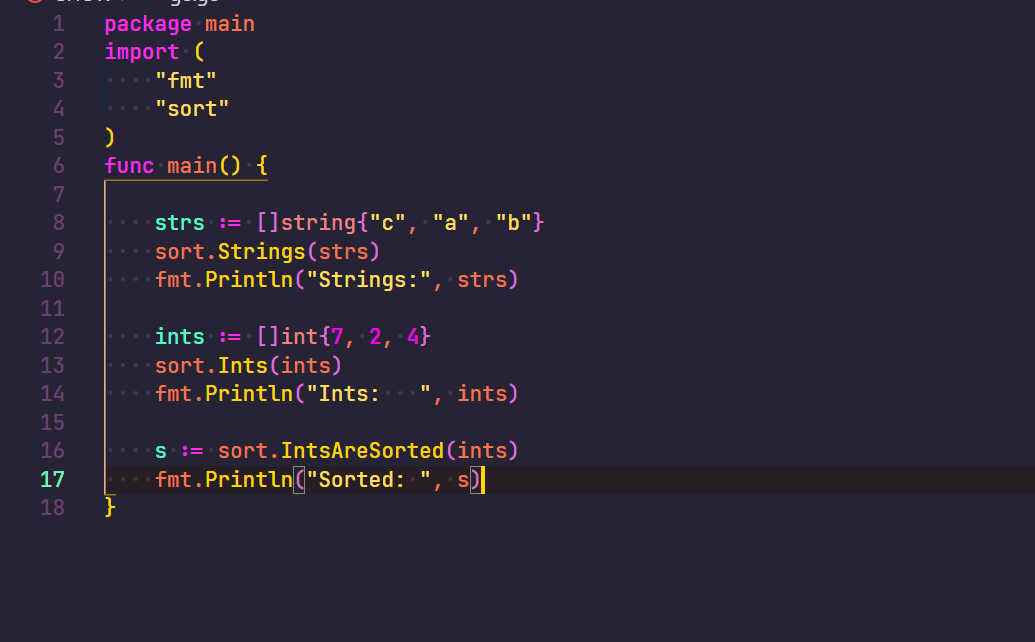 1 package main
2 import (
3     "fmt"
4     "sort"
5 )
6 func main() {
7
8     strs := []string{"c", "a", "b"}
9     sort.Strings(strs)
10     fmt.Println("Strings:", strs)
11
12     ints := []int{7, 2, 4}
13     sort.Ints(ints)
14     fmt.Println("Ints:   ", ints)
15
16     s := sort.IntsAreSorted(ints)
17     fmt.Println("Sorted: ", s)
18 }